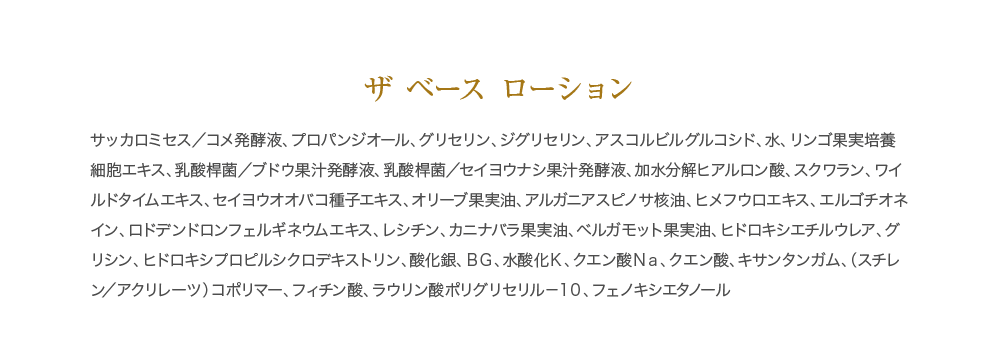 ザ ベース ローション
サッカロミセス／コメ発酵液、プロパンジオール、グリセリン、ジグリセリン、アスコルビルグルコシド、水、リンゴ果実培養
細胞エキス、乳酸桿菌／ブドウ果汁発酵液、乳酸桿菌／セイヨウナシ果汁発酵液、加水分解ヒアルロン酸、スクワラン、ワイ
ルドタイムエキス、セイヨウオオバコ種子エキス、オリーブ果実油、アルガニアスピノサ核油、ヒメフウロエキス、エルゴチオネ
イン、ロドデンドロンフェルギネウムエキス、レシチン、カニナバラ果実油、ベルガモット果実油、ヒドロキシエチルウレア、グ
リシン、ヒドロキシプロピルシクロデキストリン、酸化銀、ＢＧ、水酸化Ｋ、クエン酸Ｎａ、クエン酸、キサンタンガム、（スチレ
ン／アクリレーツ）コポリマー、フィチン酸、ラウリン酸ポリグリセリル－１０、フェノキシエタノール